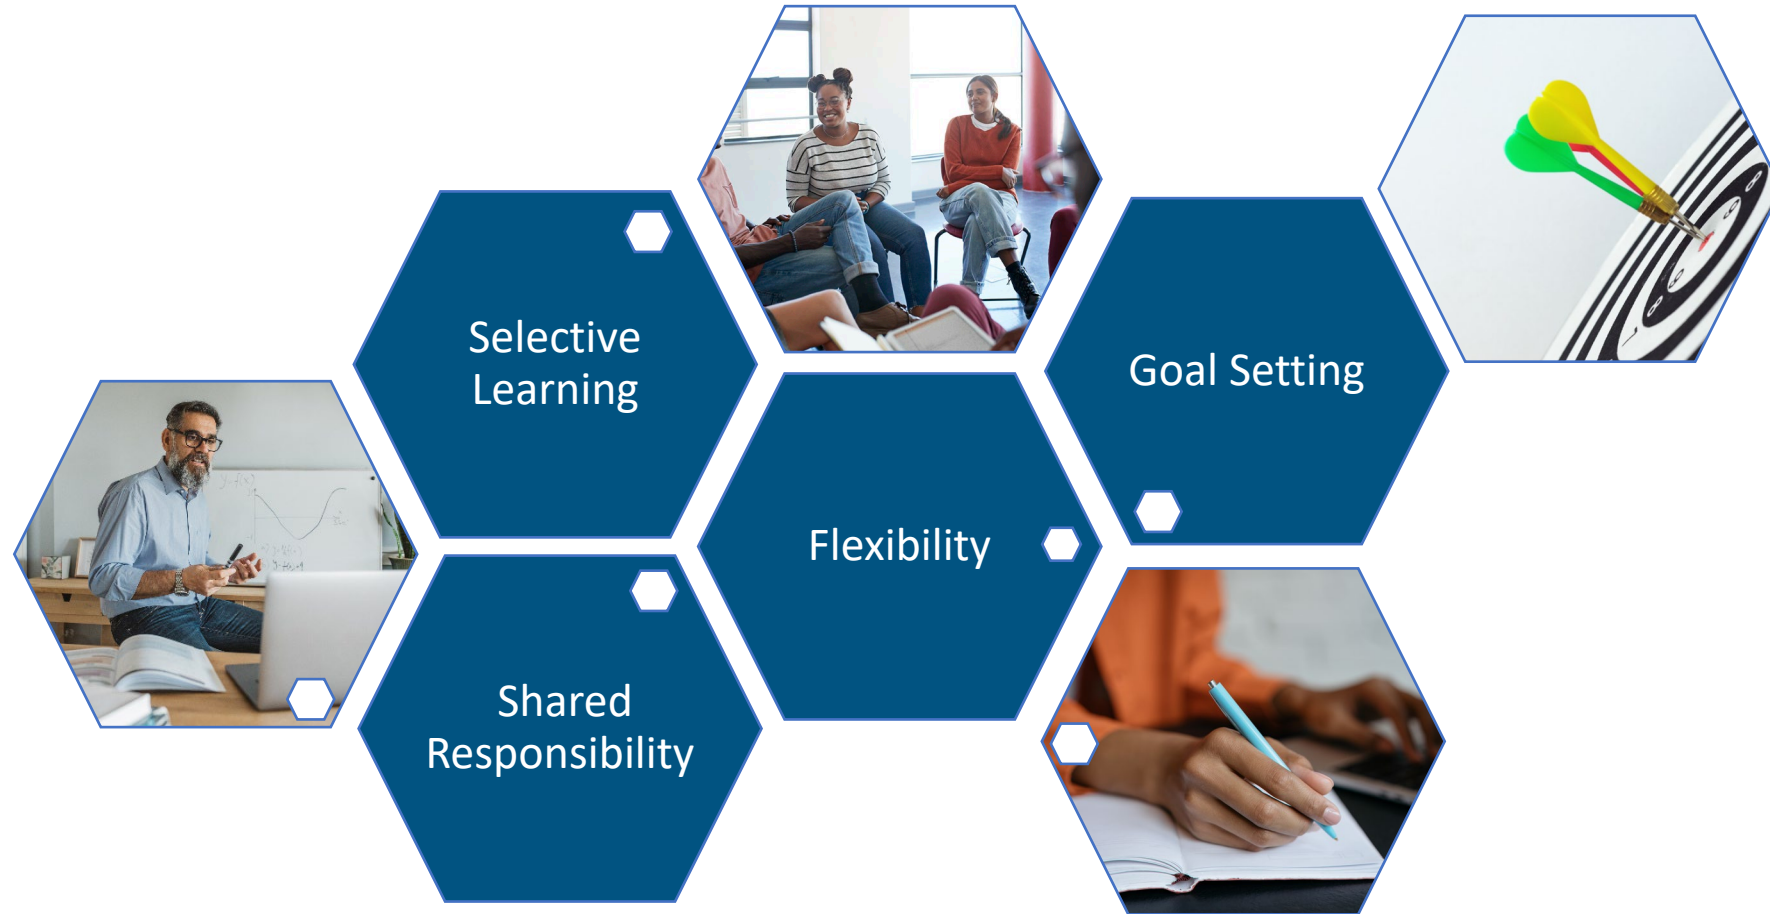 Selective
Learning
Goal Setting
Flexibility
Shared
Responsibility